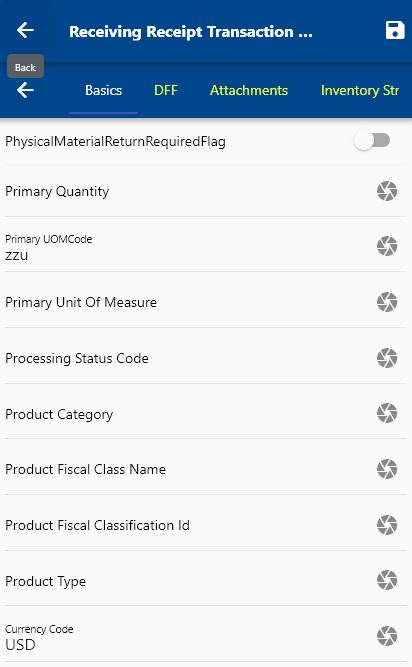 Receiving Receipt Transaction ...
Back
Basics
DFF
Attachments
Inventory Str
PhysicalMaterialReturnRequiredFlag
Primary Quantity
Primary UOMCode
zzu
Primary Unit Of Measure
Processing Status Code
Product Category
Product Fiscal Class Name
Product Fiscal Classification Id
Product Type
Currency Code
USD